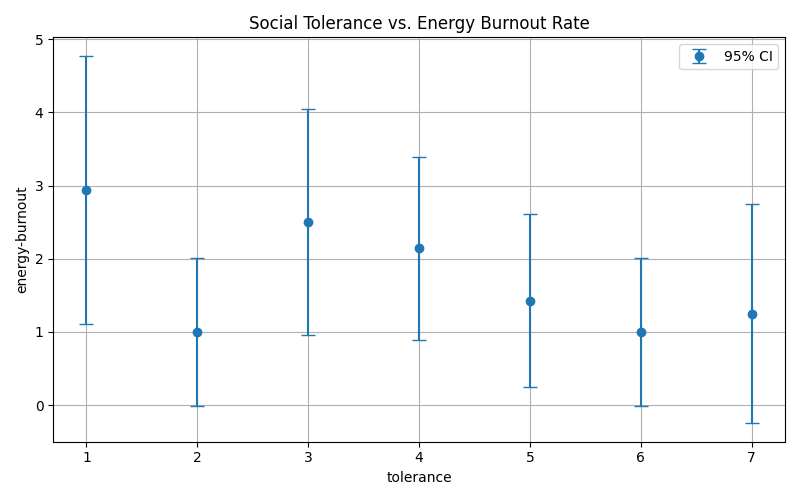 Social Tolerance vs. Energy Burnout Rate
95% CI
5
4
3
2
1
0
energy-burnout
1 2 3 4 5 6 7
tolerance